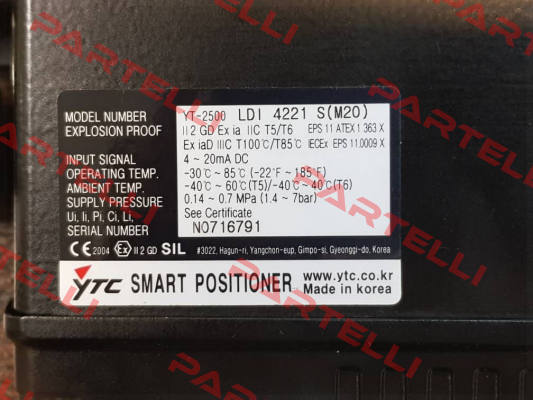 MODEL NUMBER YT-2500 LDI 4221 S(M20)
EXPLOSION PROOF II 2 GD Ex ia IIC T5/T6 EPS 11 ATEX 1 363 X
Ex iaD IIIC T100℃/T85℃ IECEx EPS 11.0009 X
INPUT SIGNAL 4 ~ 20mA DC
OPERATING TEMP. -30℃ ~ 85℃ (-22℉ ~ 185℉)
AMBIENT TEMP. -40℃ ~ 60℃(T5)/-40℃ ~ 40℃(T6)
SUPPLY PRESSURE 0.14 ~ 0.7 MPa (1.4 ~ 7bar)
Ui, Ii, Pi, Ci, Li, See Certificate
SERIAL NUMBER N0716791
CE 2004 Ex II 2 GD SIL #3022, Hagun-ri, Yangchon-eup, Gimpo-si, Gyeonggi-do, Korea
YTC SMART POSITIONER www.ytc.co.kr
Made in korea
PARTELLI
PARTELLI
PARTELLI
PARTELLI
PARTELLI